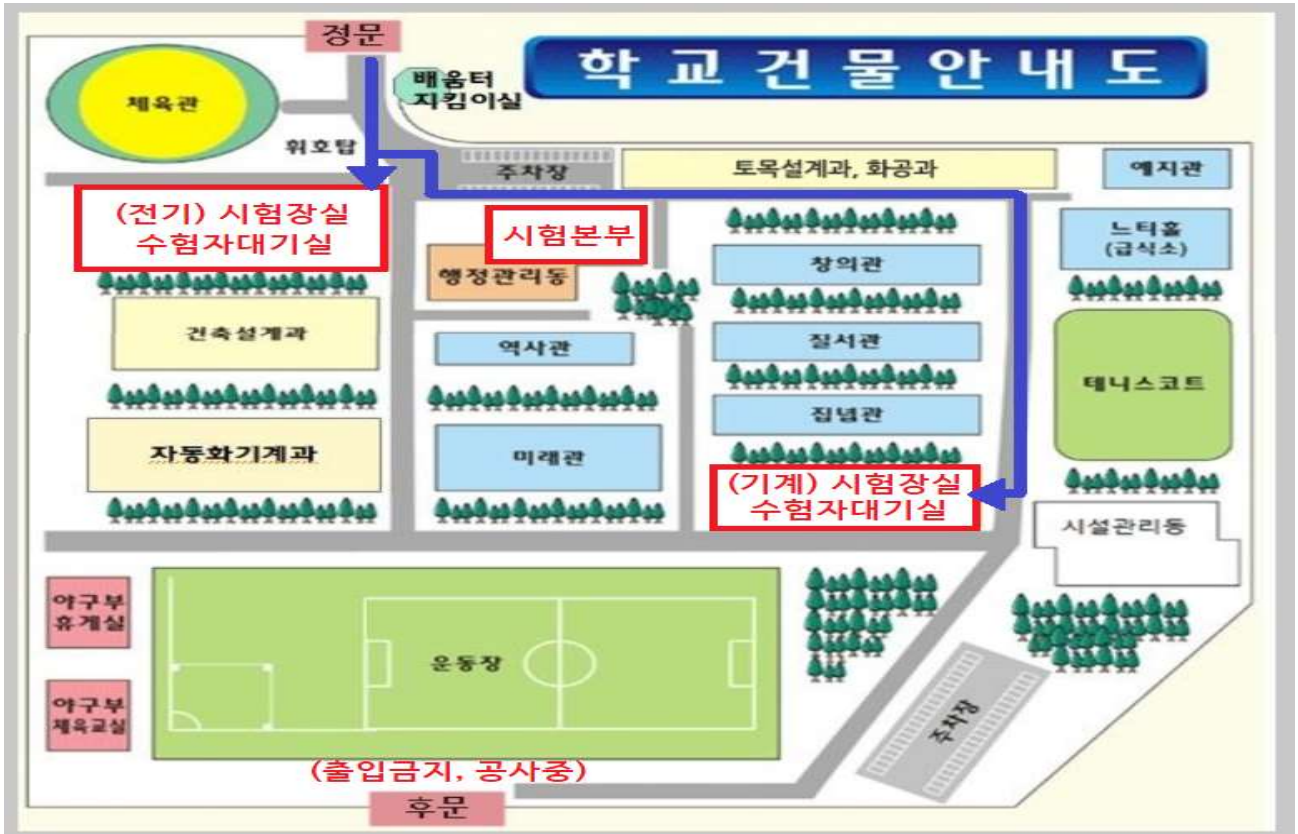 정문
학교건물안내도
배움터
지킴이실
체육관
휘호탑
주차장
토목설계과, 화공과
예지관
(전기) 시험장실
수험자대기실
시험본부
행정관리동
창의관
느티홀
(급식소)
건축설계과
역사관
질서관
테니스코트
집념관
자동화기계과
미래관
(기계) 시험장실
수험자대기실
시설관리동
야구부
휴게실
운동장
야구부
체육교실
주차장
(출입금지, 공사중)
후문